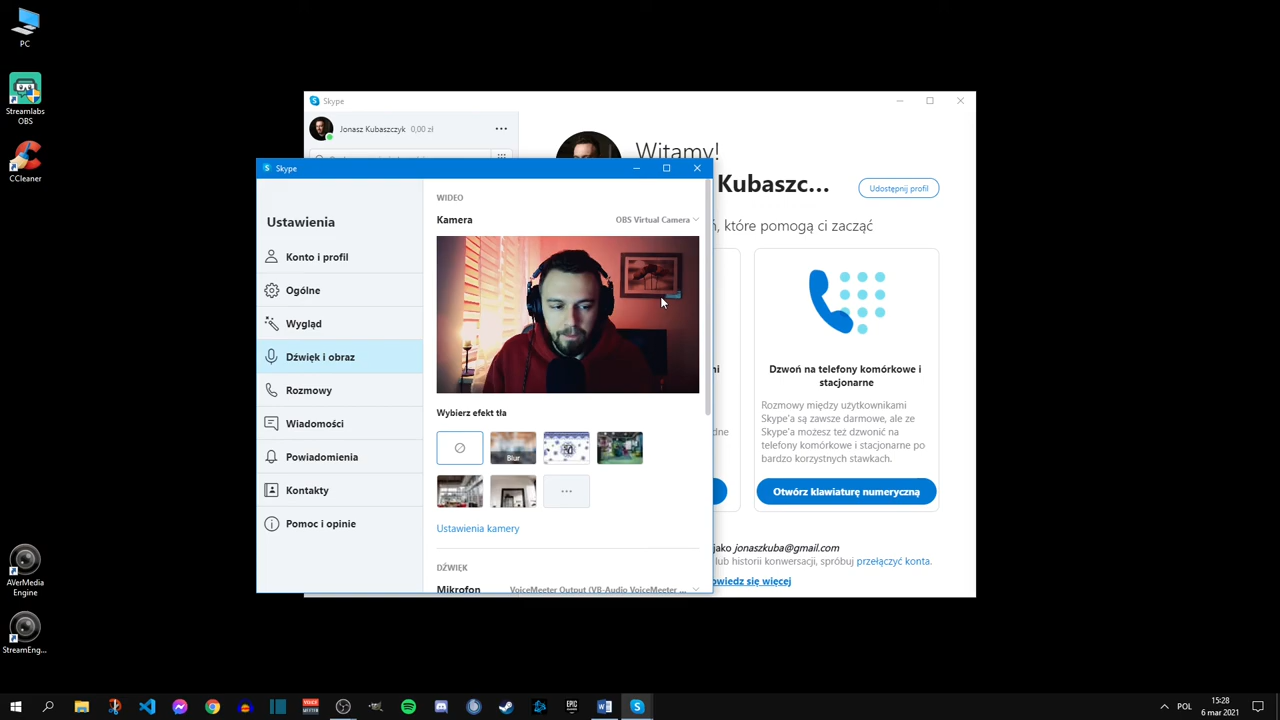 PC
Streamlabs
OBS
CCleaner
AVerMedia
Engine
StreamEng...
Skype
Jonasz Kubaszczyk 0,00 zł
Witamy!
Kubaszc...
Udostępnij profil
, które pomogą ci zacząć
Skype
Ustawienia
Konto i profil
Ogólne
Wygląd
Dźwięk i obraz
Rozmowy
Wiadomości
Powiadomienia
Kontakty
Pomoc i opinie
WIDEO
Kamera
OBS Virtual Camera
Wybierz efekt tła
Blur
Ustawienia kamery
DŹWIĘK
Mikrofon
VoiceMeeter Output (VB-Audio VoiceMeeter ...
Dzwoń na telefony komórkowe i
stacjonarne
Rozmowy między użytkownikami
Skype'a są zawsze darmowe, ale ze
Skype'a możesz też dzwonić na
telefony komórkowe i stacjonarne po
bardzo korzystnych stawkach.
Otwórz klawiaturę numeryczną
jako jonaszkuba@gmail.com
lub historii konwersacji, spróbuj przełączyć konta.
VOICE
MEETER
EPIC
POL
15:28
6 mar 2021